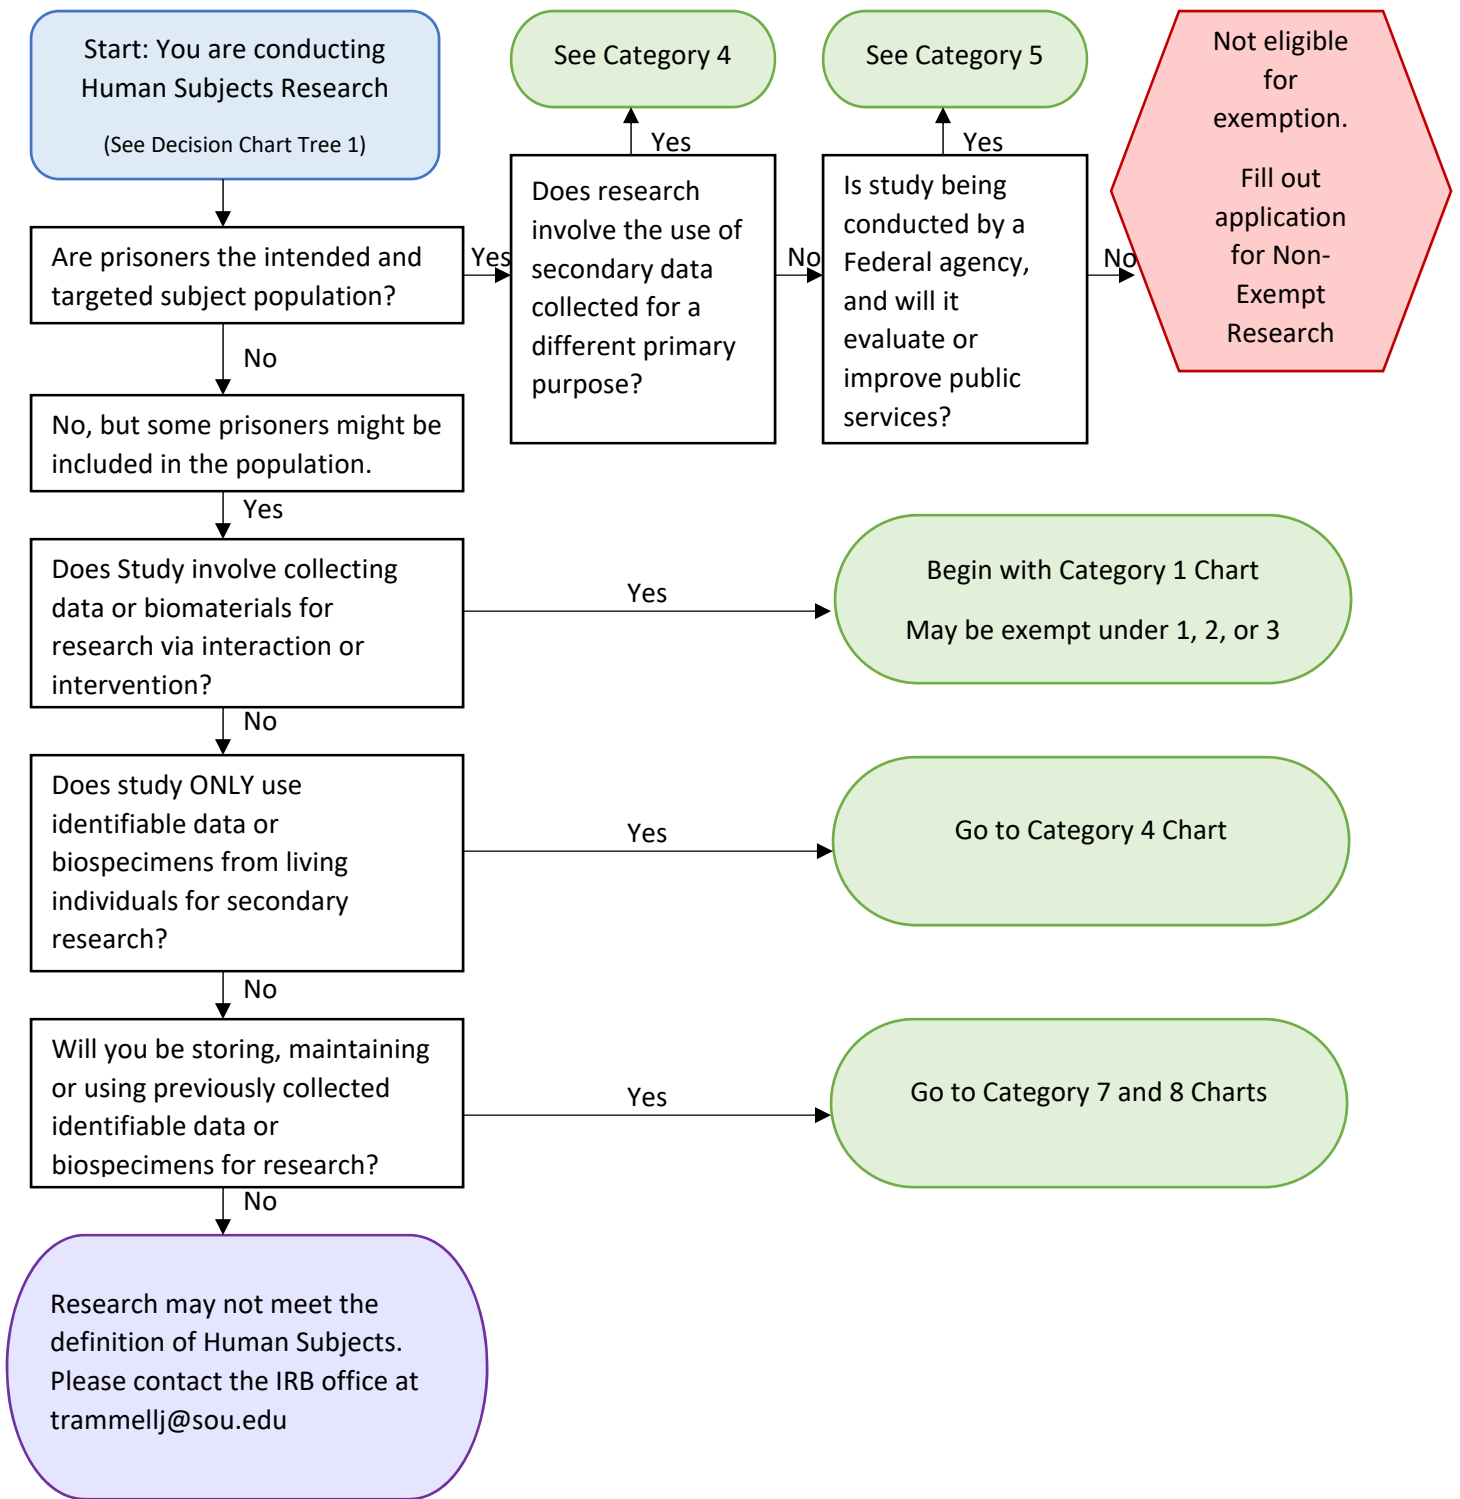 Start: You are conducting
Human Subjects Research
(See Decision Chart Tree 1)
See Category 4
See Category 5
Not eligible
for
exemption.
Fill out
application
for Non-
Exempt
Research
Yes
Yes
Does research
involve the use of
secondary data
collected for a
different primary
purpose?
Is study being
conducted by a
Federal agency,
and will it
evaluate or
improve public
services?
Are prisoners the intended and
targeted subject population?
Yes
No
No
No
No, but some prisoners might be
included in the population.
Yes
Does Study involve collecting
data or biomaterials for
research via interaction or
intervention?
Yes
Begin with Category 1 Chart
May be exempt under 1, 2, or 3
No
Does study ONLY use
identifiable data or
biospecimens from living
individuals for secondary
research?
Yes
Go to Category 4 Chart
No
Will you be storing, maintaining
or using previously collected
identifiable data or
biospecimens for research?
Yes
Go to Category 7 and 8 Charts
No
Research may not meet the
definition of Human Subjects.
Please contact the IRB office at
trammellj@sou.edu